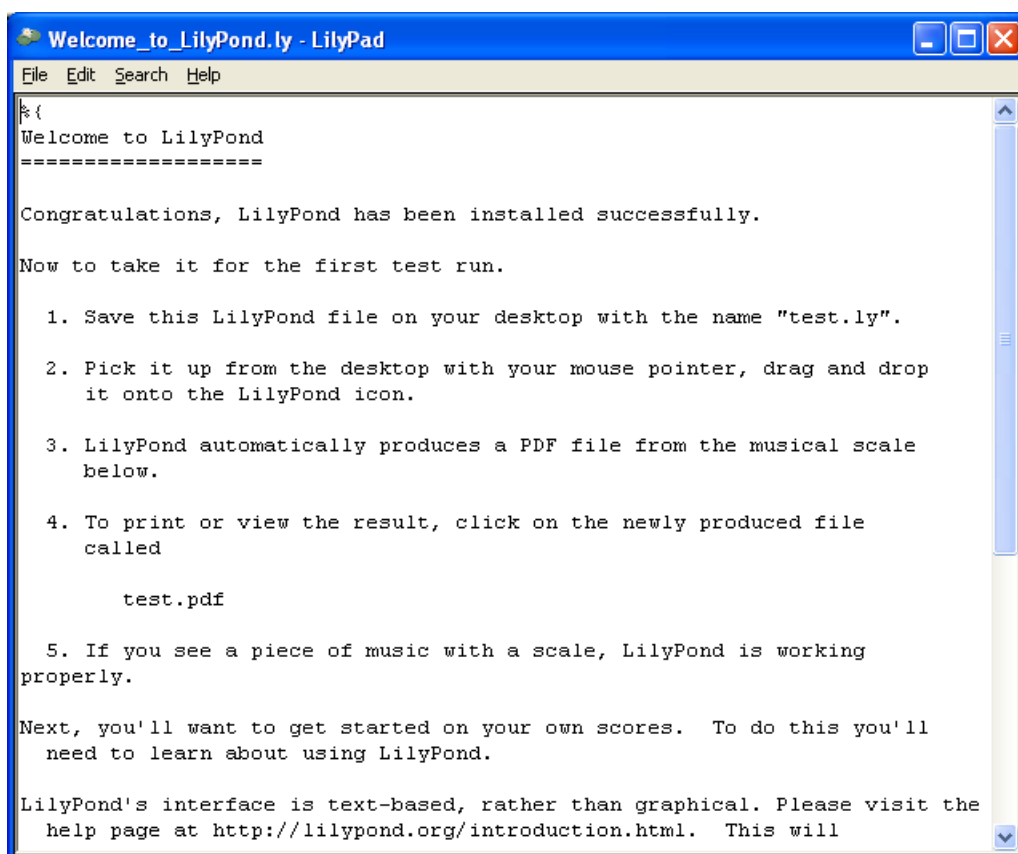 Welcome_to_LilyPond.ly - LilyPad
File Edit Search Help
%{
Welcome to LilyPond
===================
Congratulations, LilyPond has been installed successfully.
Now to take it for the first test run.
1. Save this LilyPond file on your desktop with the name "test.ly".
2. Pick it up from the desktop with your mouse pointer, drag and drop
it onto the LilyPond icon.
3. LilyPond automatically produces a PDF file from the musical scale
below.
4. To print or view the result, click on the newly produced file
called
test.pdf
5. If you see a piece of music with a scale, LilyPond is working
properly.
Next, you'll want to get started on your own scores.  To do this you'll
need to learn about using LilyPond.
LilyPond's interface is text-based, rather than graphical. Please visit the
help page at http://lilypond.org/introduction.html.  This will